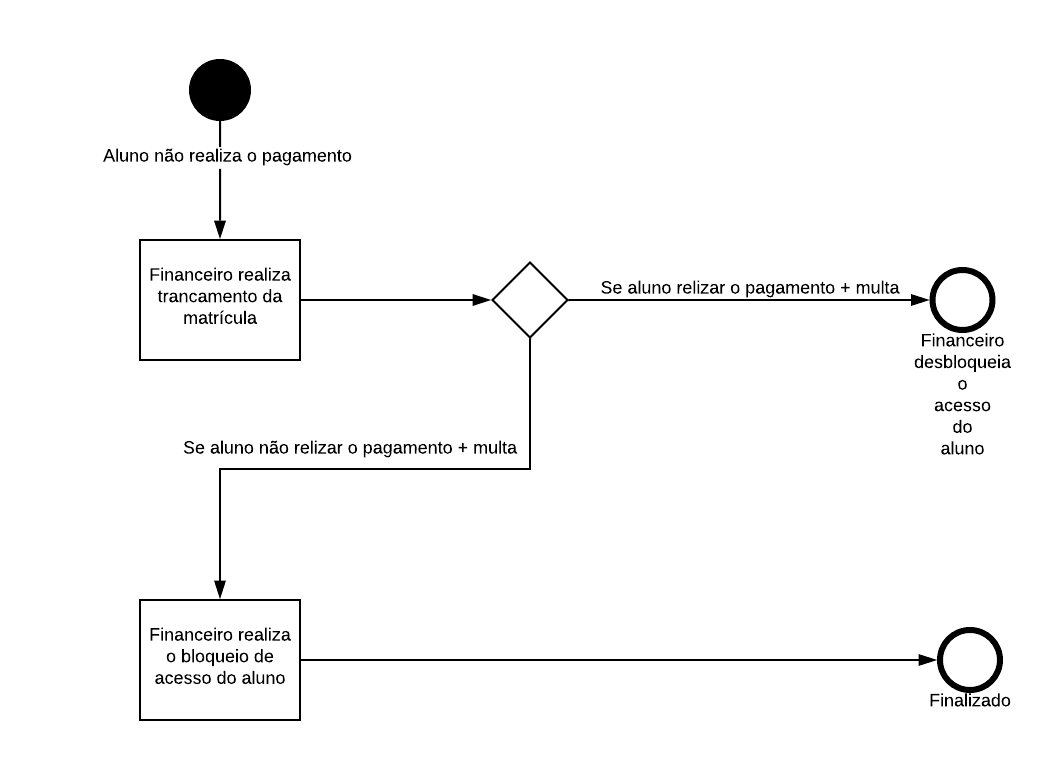 Aluno não realiza o pagamento
Financeiro realiza
trancamento da
matrícula
Se aluno relizar o pagamento + multa
Financeiro
desbloqueia
o
acesso
do
aluno
Se aluno não relizar o pagamento + multa
Financeiro realiza
o bloqueio de
acesso do aluno
Finalizado